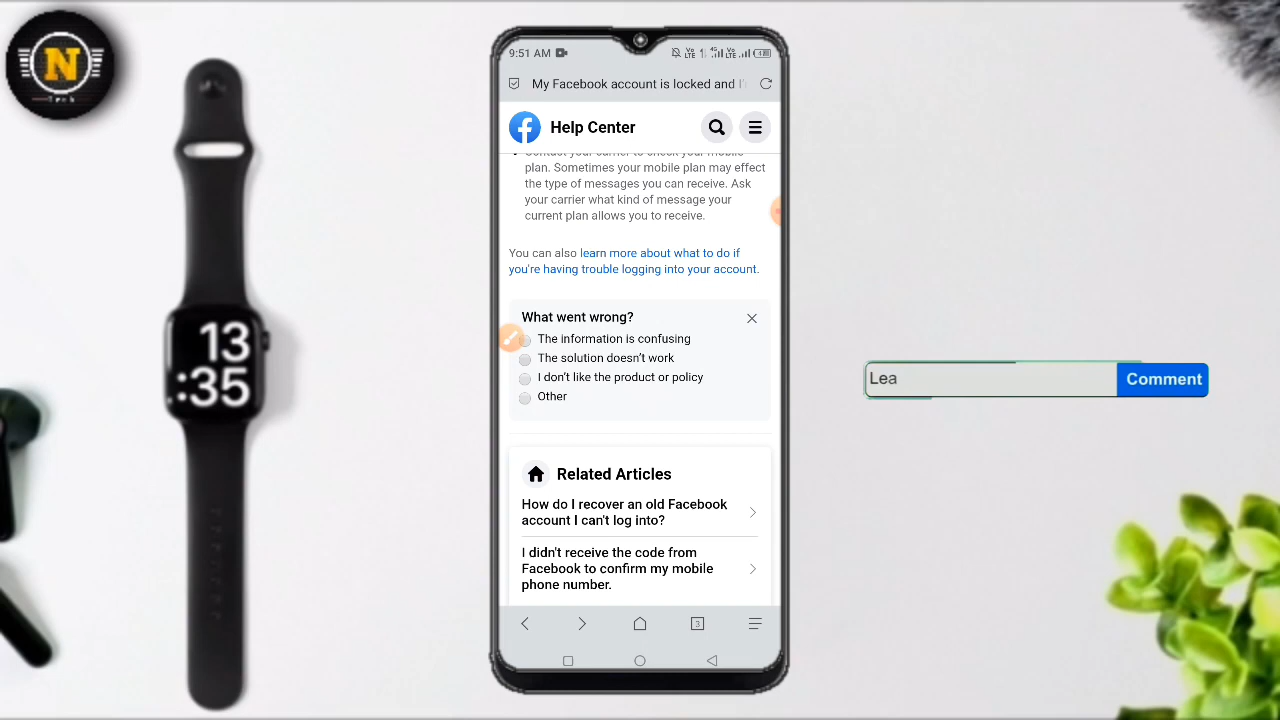 N
Tech
13
:35
9:51 AM
My Facebook account is locked and I'
Help Center
plan. Sometimes your mobile plan may effect
the type of messages you can receive. Ask
your carrier what kind of message your
current plan allows you to receive.
You can also learn more about what to do if
you're having trouble logging into your account.
What went wrong?
The information is confusing
The solution doesn't work
I don't like the product or policy
Other
Related Articles
How do I recover an old Facebook
account I can't log into?
I didn't receive the code from
Facebook to confirm my mobile
phone number.
3
Lea
Comment